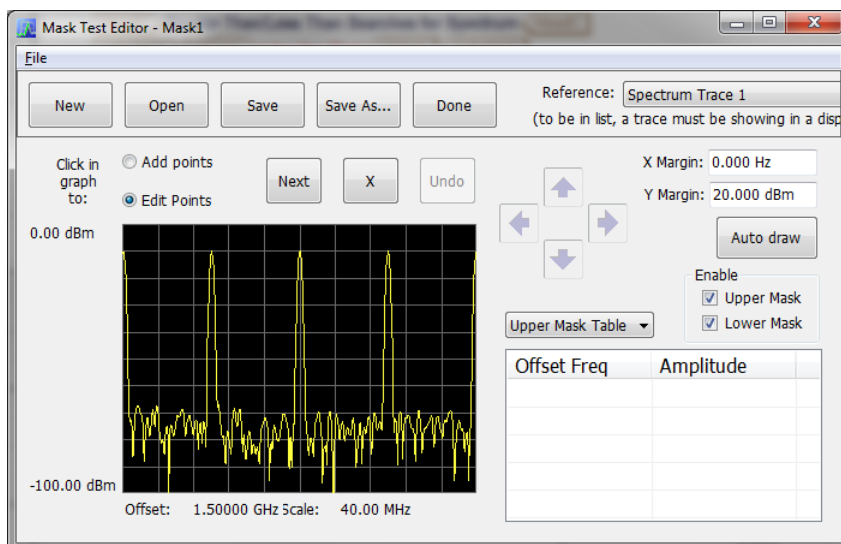 Mask Test Editor - Mask1
File
New
Open
Save
Save As...
Done
Reference: Spectrum Trace 1
(to be in list, a trace must be showing in a disp
Click in
graph
to:
Add points
Edit Points
Next
X
Undo
X Margin: 0.000 Hz
Y Margin: 20.000 dBm
Auto draw
Enable
Upper Mask
Lower Mask
0.00 dBm
-100.00 dBm
Offset: 1.50000 GHz Scale: 40.00 MHz
Upper Mask Table
Offset Freq Amplitude